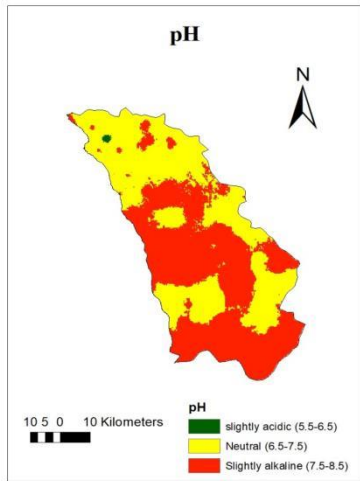 pH
N
10 5 0 10 Kilometers
pH
slightly acidic (5.5-6.5)
Neutral (6.5-7.5)
Slightly alkaline (7.5-8.5)